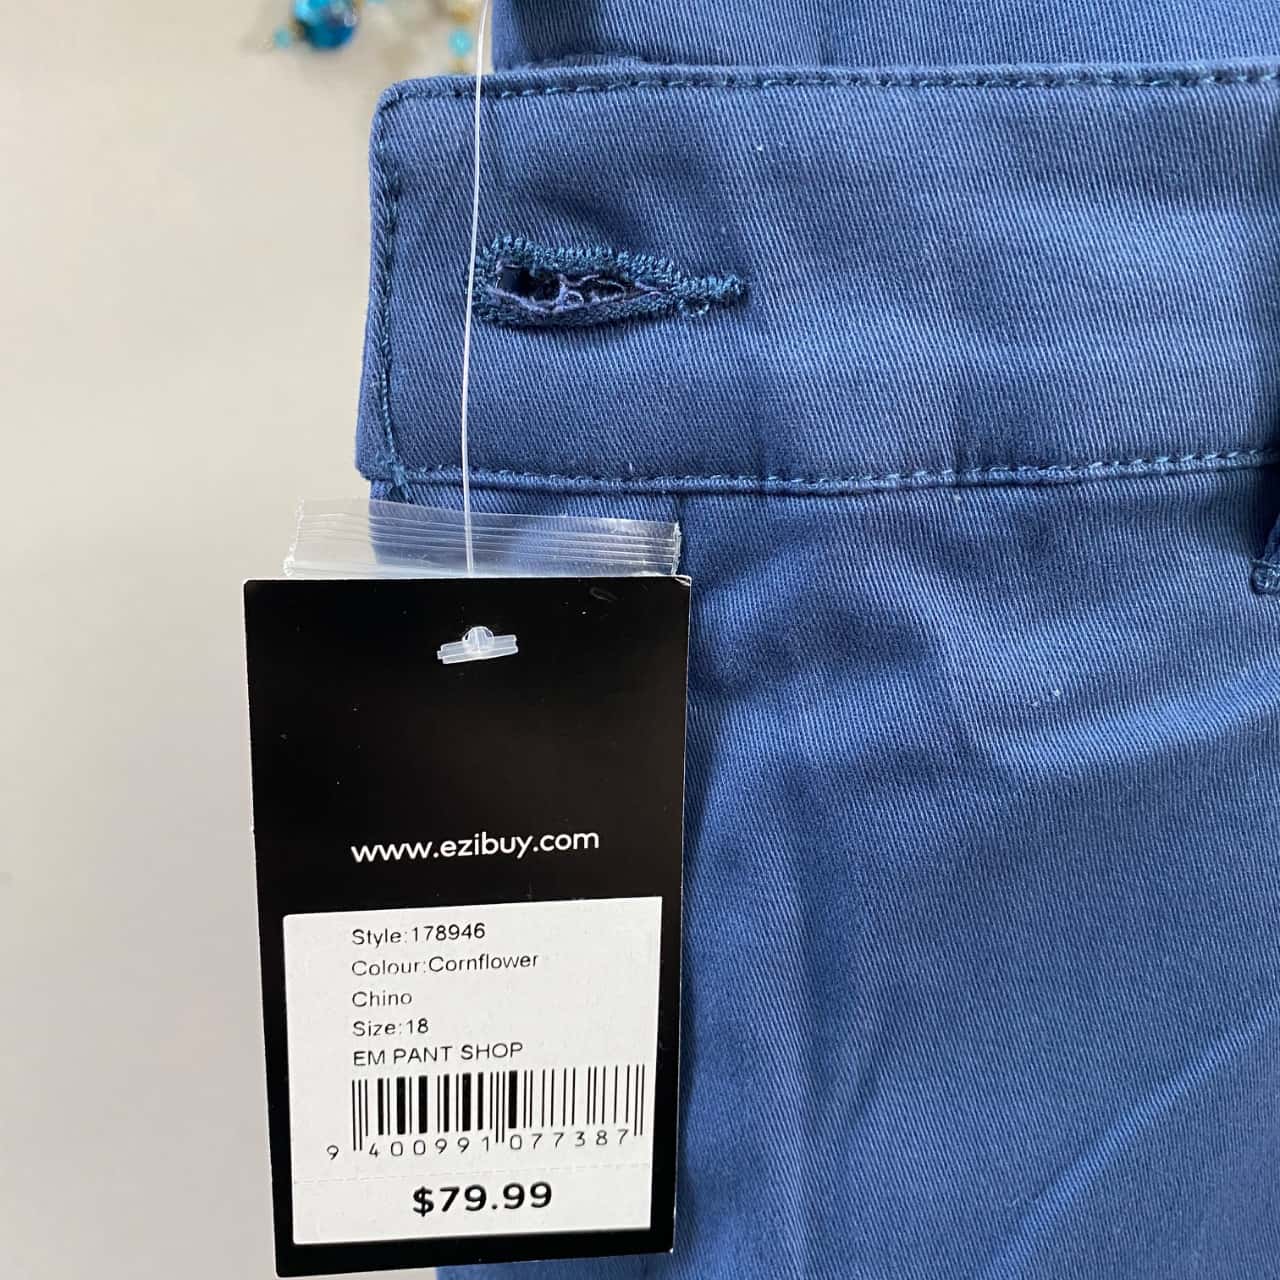 www.ezibuy.com
Style:178946
Colour:Cornflower
Chino
Size:18
EM PANT SHOP
9 400991 077387
$79.99